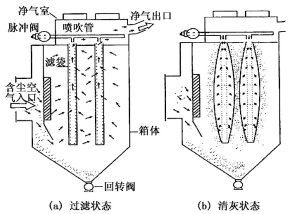 净气室
净气出口
脉冲阀
喷吹管
滤袋
含尘空
气入口
箱体
回转阀
(a) 过滤状态
(b) 消灰状态